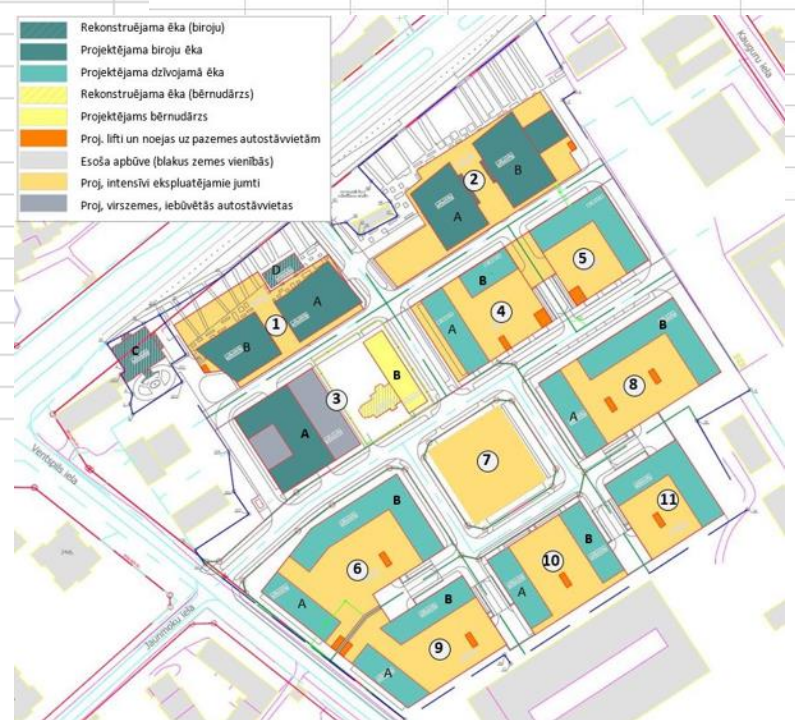 Rekonstruējama ēka (biroju)
Projektējama biroju ēka
Projektējama dzīvojamā ēka
Rekonstruējama ēka (bērnudārzs)
Projektējams bērnudārzs
Proj. lifti un noejas uz pazemes autostāvvietām
Esoša apbūve (blakus zemes vienībās)
Proj, intensīvi ekspluatējamie jumti
Proj, virszemes, iebūvētās autostāvvietas
Kauguru iela
B
2
A
5
B
D
A
4
A
1
C
B
B
B
3
8
A
A
7
11
B
B
6
10
B
A
A
9
A
Ventspils iela
Jaunmoku iela